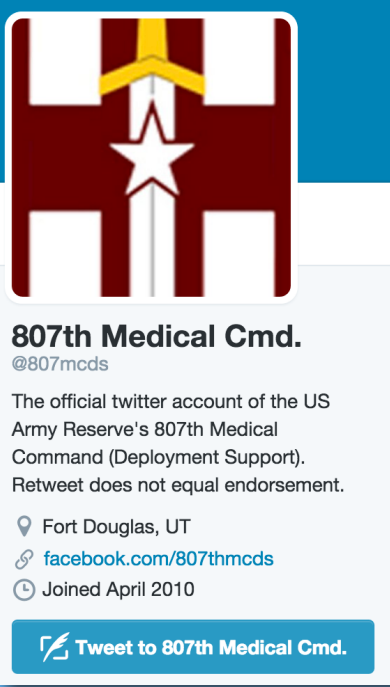 807th Medical Cmd.
@807mcds
The official twitter account of the US
Army Reserve's 807th Medical
Command (Deployment Support).
Retweet does not equal endorsement.
Fort Douglas, UT
facebook.com/807thmcds
Joined April 2010
Tweet to 807th Medical Cmd.